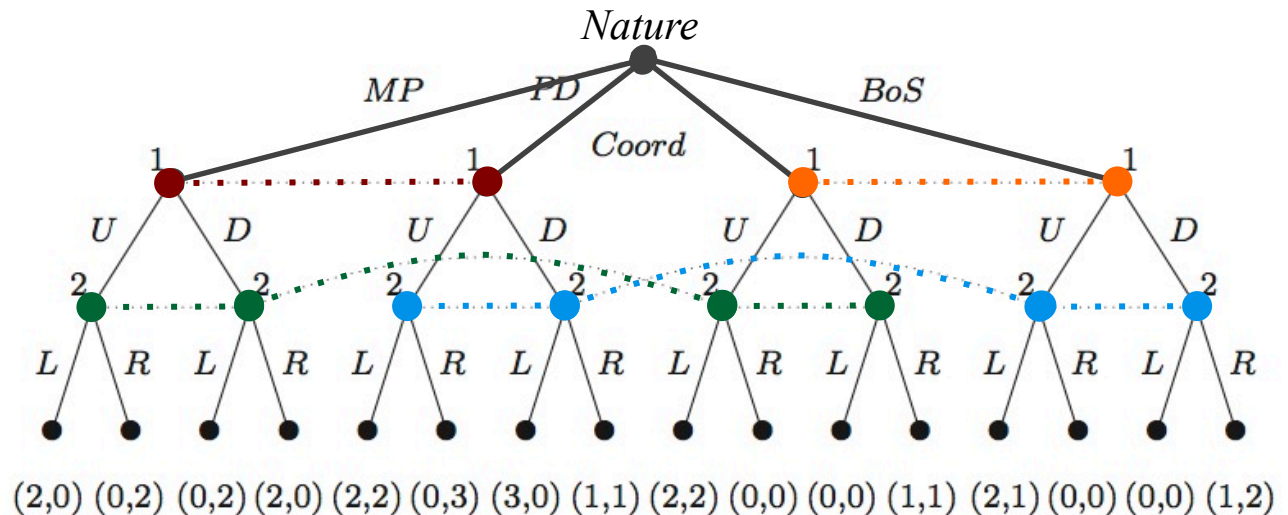 Nature
MP PD BoS
Coord
1 1 1 1
U D U D U D U D
2 2 2 2 2 2 2 2
L R L R L R L R L R L R L R L R
(2,0) (0,2) (0,2) (2,0) (2,2) (0,3) (3,0) (1,1) (2,2) (0,0) (0,0) (1,1) (2,1) (0,0) (0,0) (1,2)